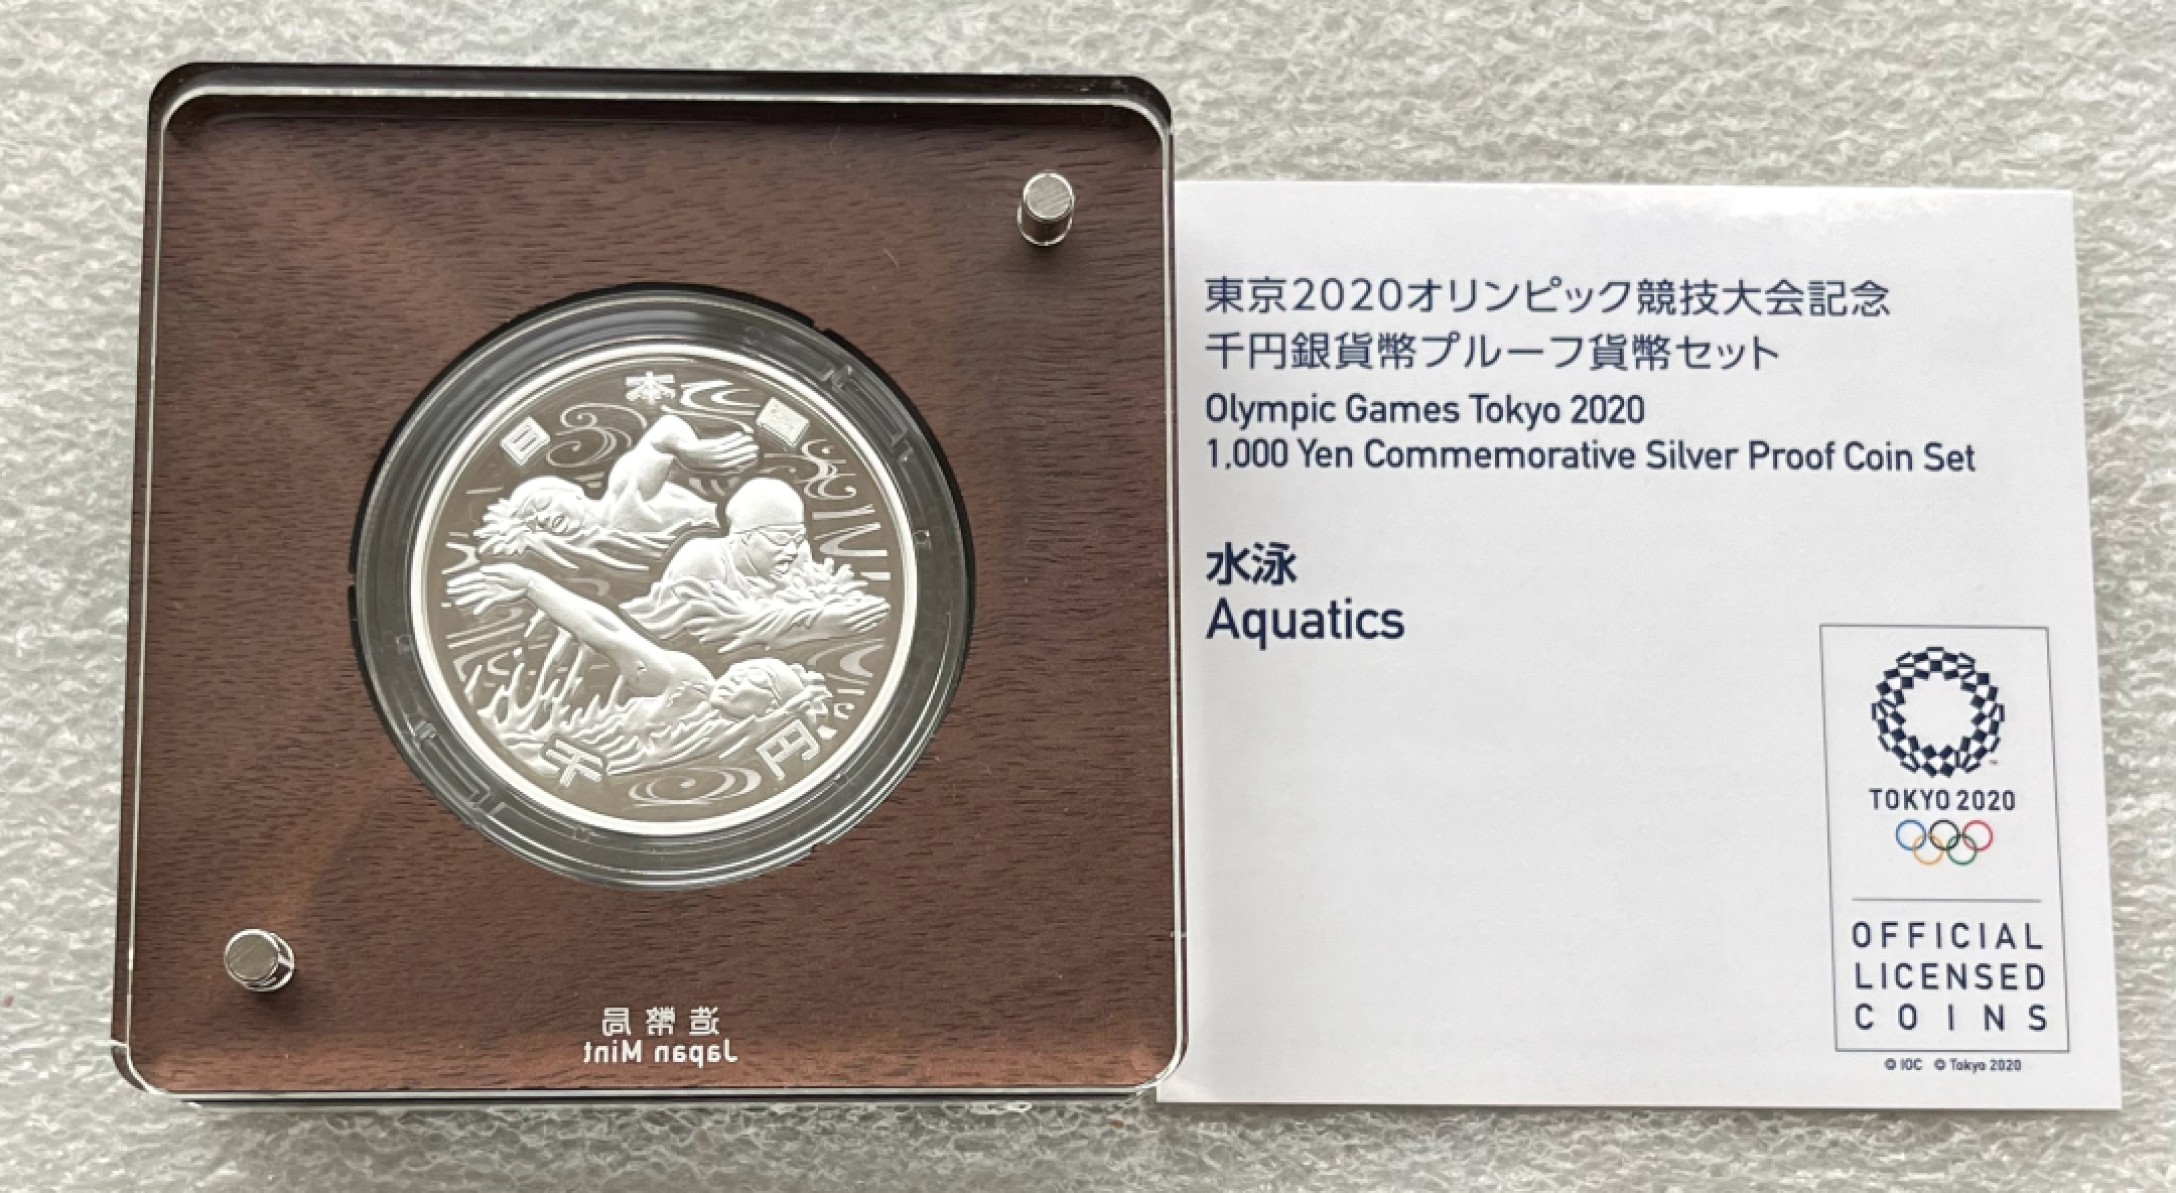 日本国
千円
造幣局
Japan Mint
東京2020オリンピック競技大会記念
千円銀貨幣プルーフ貨幣セット
Olympic Games Tokyo 2020
1,000 Yen Commemorative Silver Proof Coin Set
水泳
Aquatics
TM
TOKYO 2020
OFFICIAL
LICENSED
COINS
© IOC © Tokyo 2020